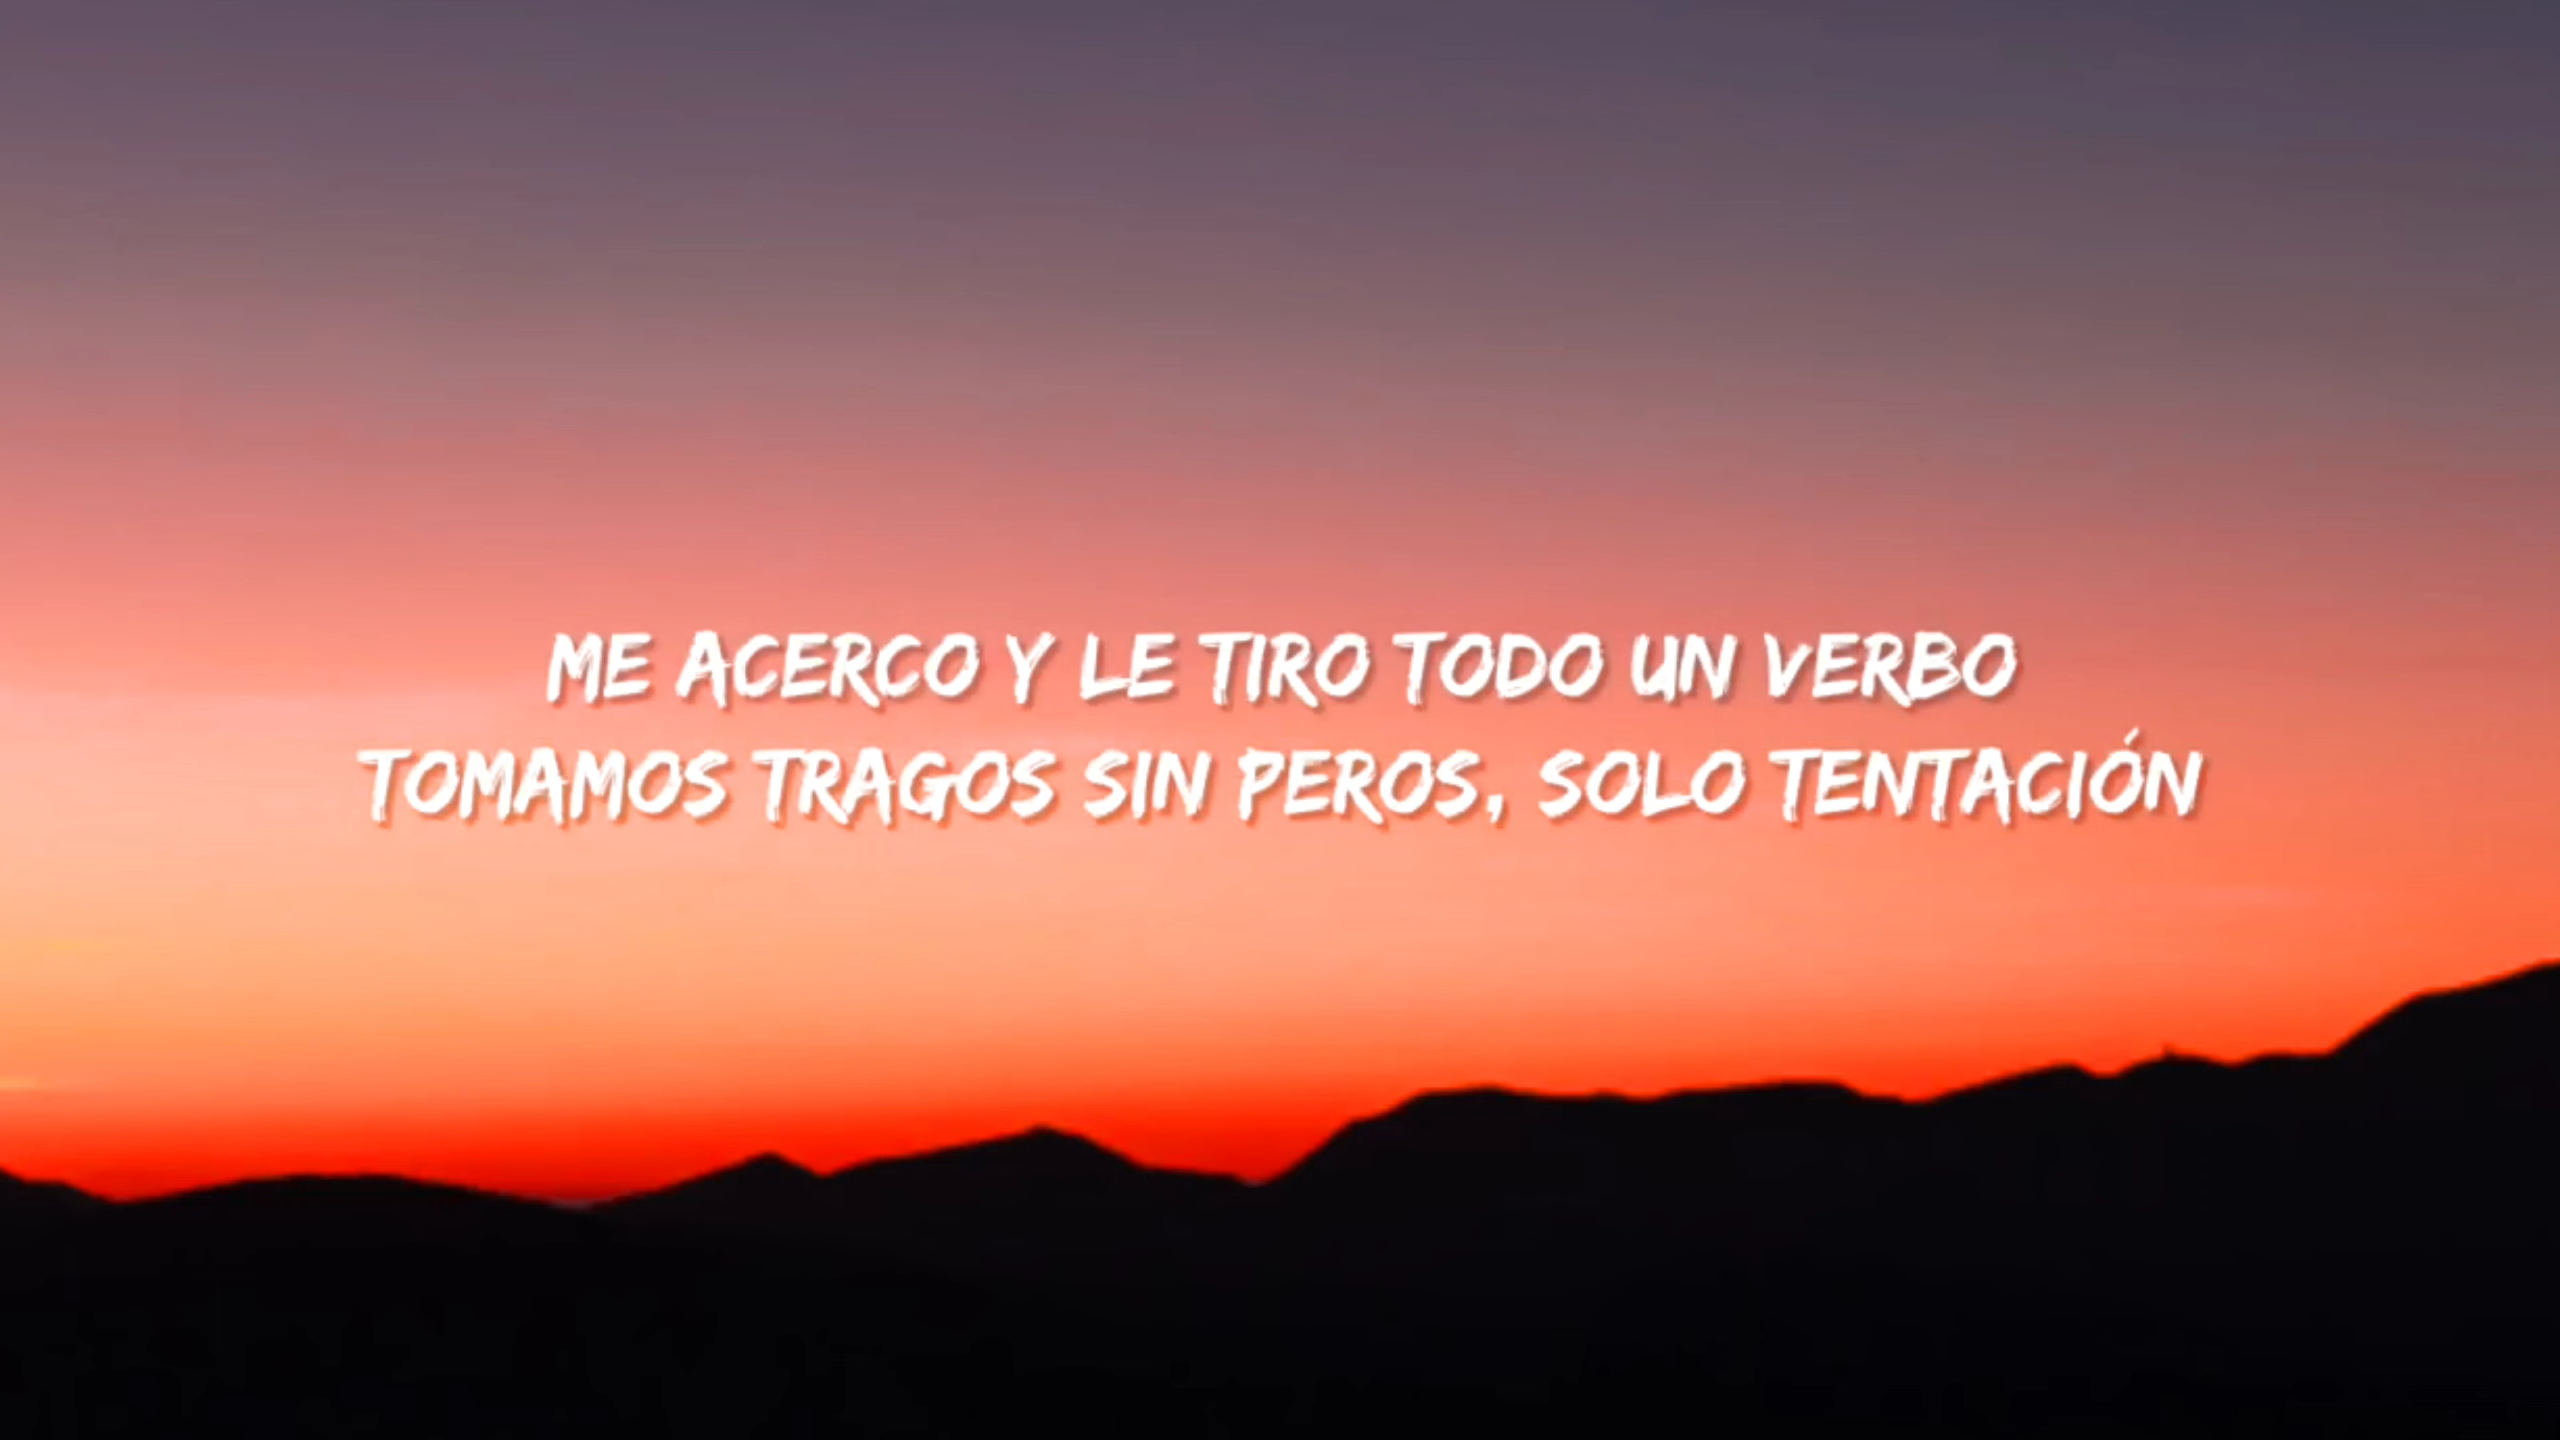 ME ACERCO Y LE TIRO TODO UN VERBO
TOMAMOS TRAGOS SIN PEROS, SOLO TENTACIÓN